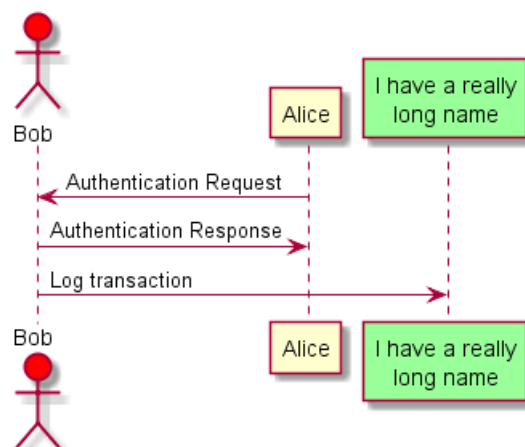 I have a really
long name
Alice
Bob
Authentication Request
Authentication Response
Log transaction
Bob
Alice
I have a really
long name